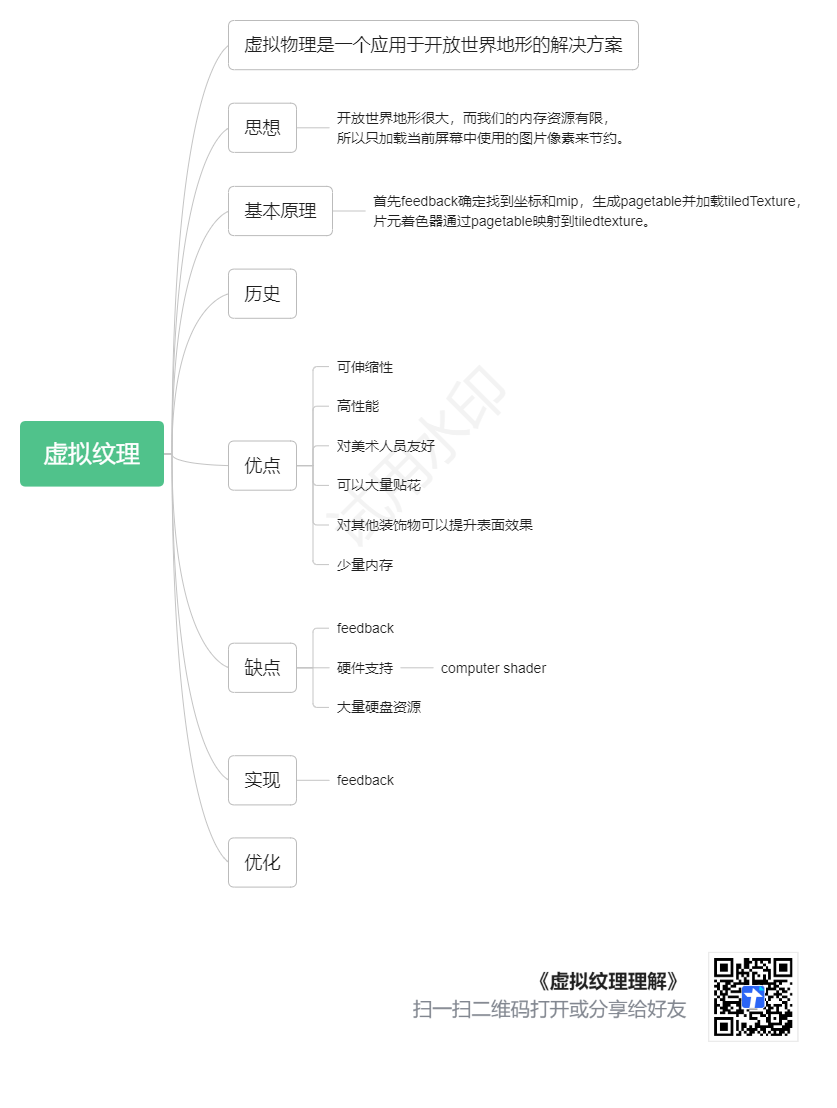 虚拟物理是一个应用于开放世界地形的解决方案
思想
开放世界地形很大，而我们的内存资源有限，
所以只加载当前屏幕中使用的图片像素来节约。
基本原理
首先feedback确定找到坐标和mip，生成pagetable并加载tiledTexture，
片元着色器通过pagetable映射到tiledtexture。
历史
虚拟纹理
优点
可伸缩性
高性能
对美术人员友好
可以大量贴花
对其他装饰物可以提升表面效果
少量内存
试用水印
缺点
feedback
硬件支持
computer shader
大量硬盘资源
实现
feedback
优化
《虚拟纹理理解》
扫一扫二维码打开或分享给好友